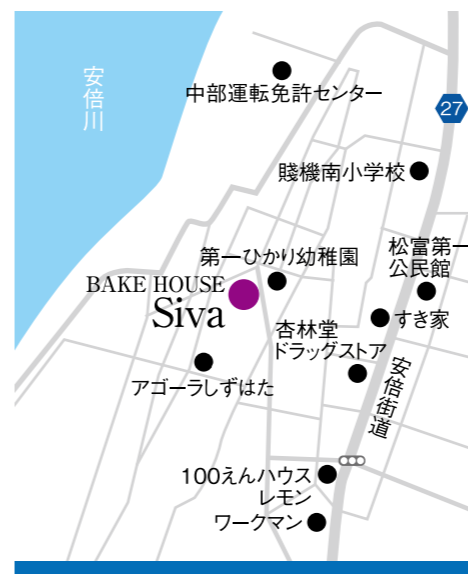 安倍川
中部運転免許センター
27
賤機南小学校
松富第一
公民館
第一ひかり幼稚園
BAKE HOUSE
Siva
すき家
杏林堂
ドラッグストア
アゴーラしずはた
安倍街道
100えんハウス
レモン
ワークマン